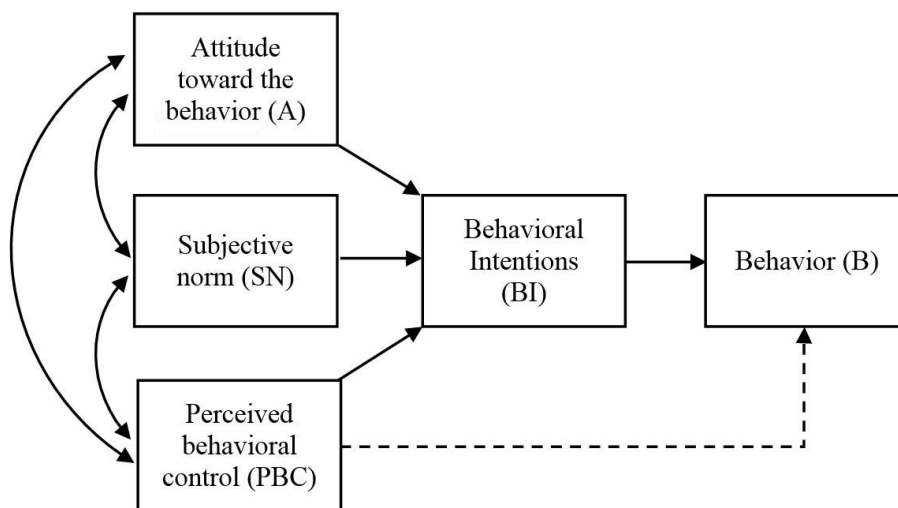 Attitude
toward the
behavior (A)
Subjective
norm (SN)
Perceived
behavioral
control (PBC)
Behavioral
Intentions
(BI)
Behavior (B)